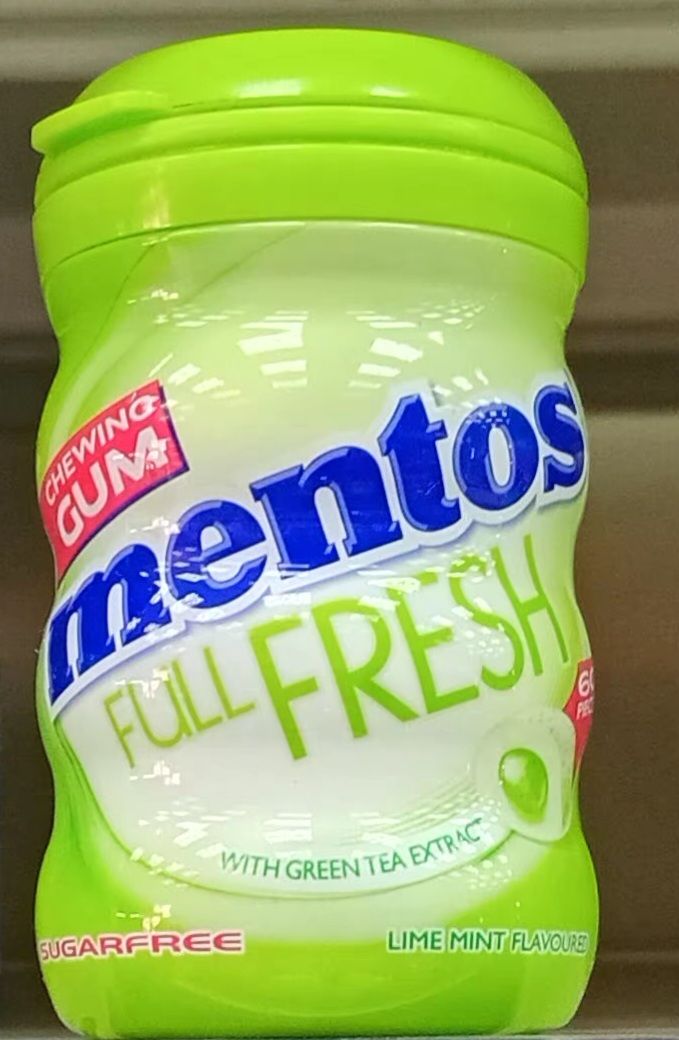 CHEWING
GUM
mentos
FULL FRESH
WITH GREEN TEA EXTRACT
SUGARFREE
LIME MINT FLAVOURED